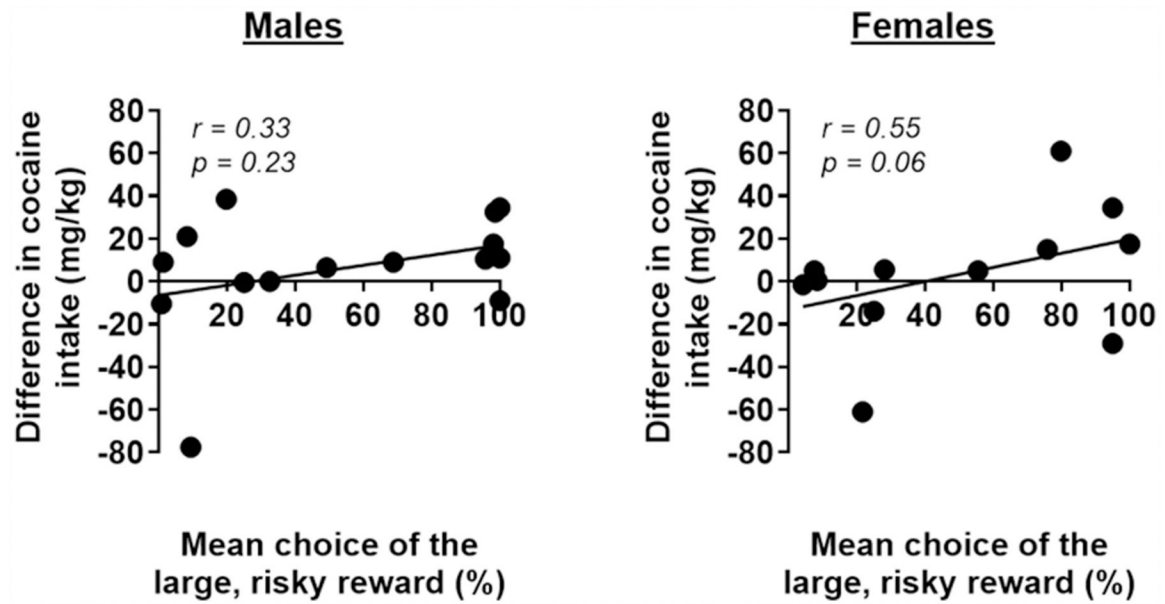 Males
Difference in cocaine
intake (mg/kg)
80
60
40
20
0
-20
-40
-60
-80
r = 0.33
p = 0.23
20 40 60 80 100
Mean choice of the
large, risky reward (%)
Females
Difference in cocaine
intake (mg/kg)
80
60
40
20
0
-20
-40
-60
-80
r = 0.55
p = 0.06
20 40 60 80 100
Mean choice of the
large, risky reward (%)